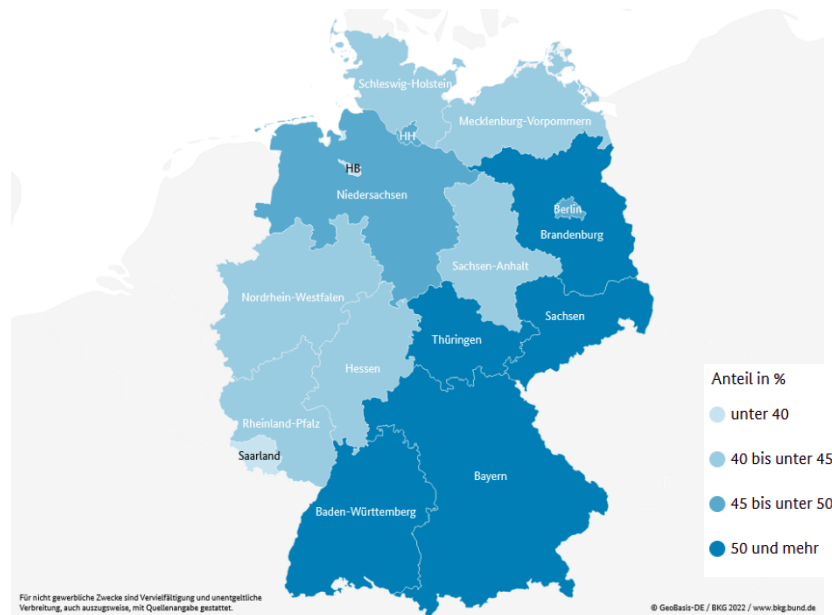 Schleswig-Holstein
Mecklenburg-Vorpommern
HH
HB
Niedersachsen
Berlin
Brandenburg
Sachsen-Anhalt
Nordrhein-Westfalen
Sachsen
Thüringen
Hessen
Rheinland-Pfalz
Saarland
Bayern
Baden-Württemberg
Anteil in %
unter 40
40 bis unter 45
45 bis unter 50
50 und mehr
Für nicht gewerbliche Zwecke sind Vervielfältigung und unentgeltliche
Verbreitung, auch auszugsweise, mit Quellenangabe gestattet.
© GeoBasis-DE / BKG 2022 / www.bkg.bund.de